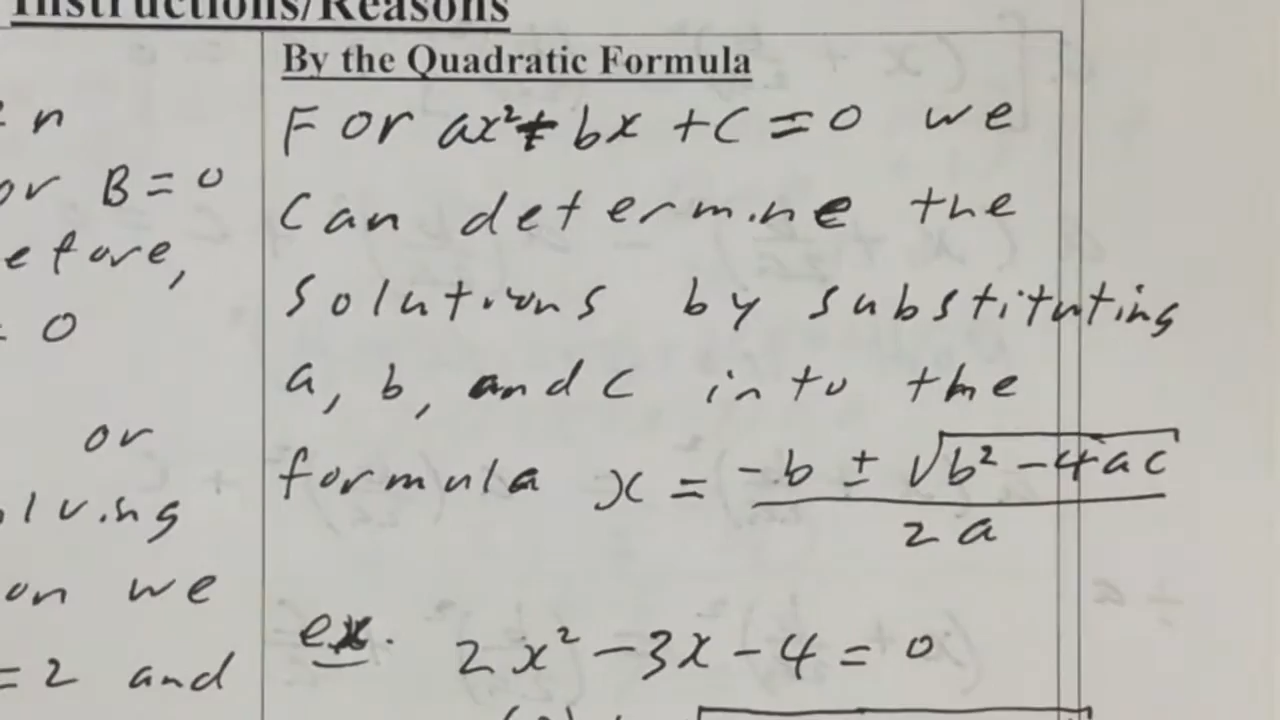 Instructions/Reasons
By the Quadratic Formula
= n
or B = 0
efore,
= 0
or
olving
on we
= 2 and
For ax² + bx + c = 0 we
can determine the
solutions by substituting
a, b, and c into the
formula x = -b ± √b² - 4ac
2a
ex. 2x² - 3x - 4 = 0